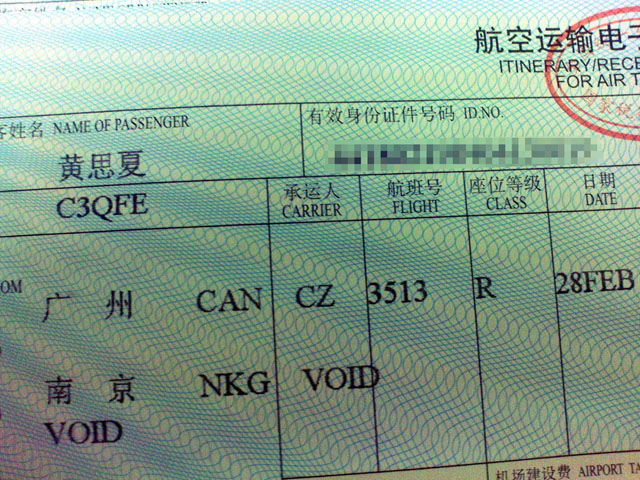 航空运输电子
ITINERARY/RECE
FOR AIR T
客姓名 NAME OF PASSENGER
有效身份证件号码 ID.NO.
黄思夏
C3QFE
承运人 航班号 座位等级 日期
CARRIER FLIGHT CLASS DATE
OM 广 州 CAN CZ 3513 R 28FEB
南 京 NKG VOID
VOID
机场建设费 AIRPORT TA